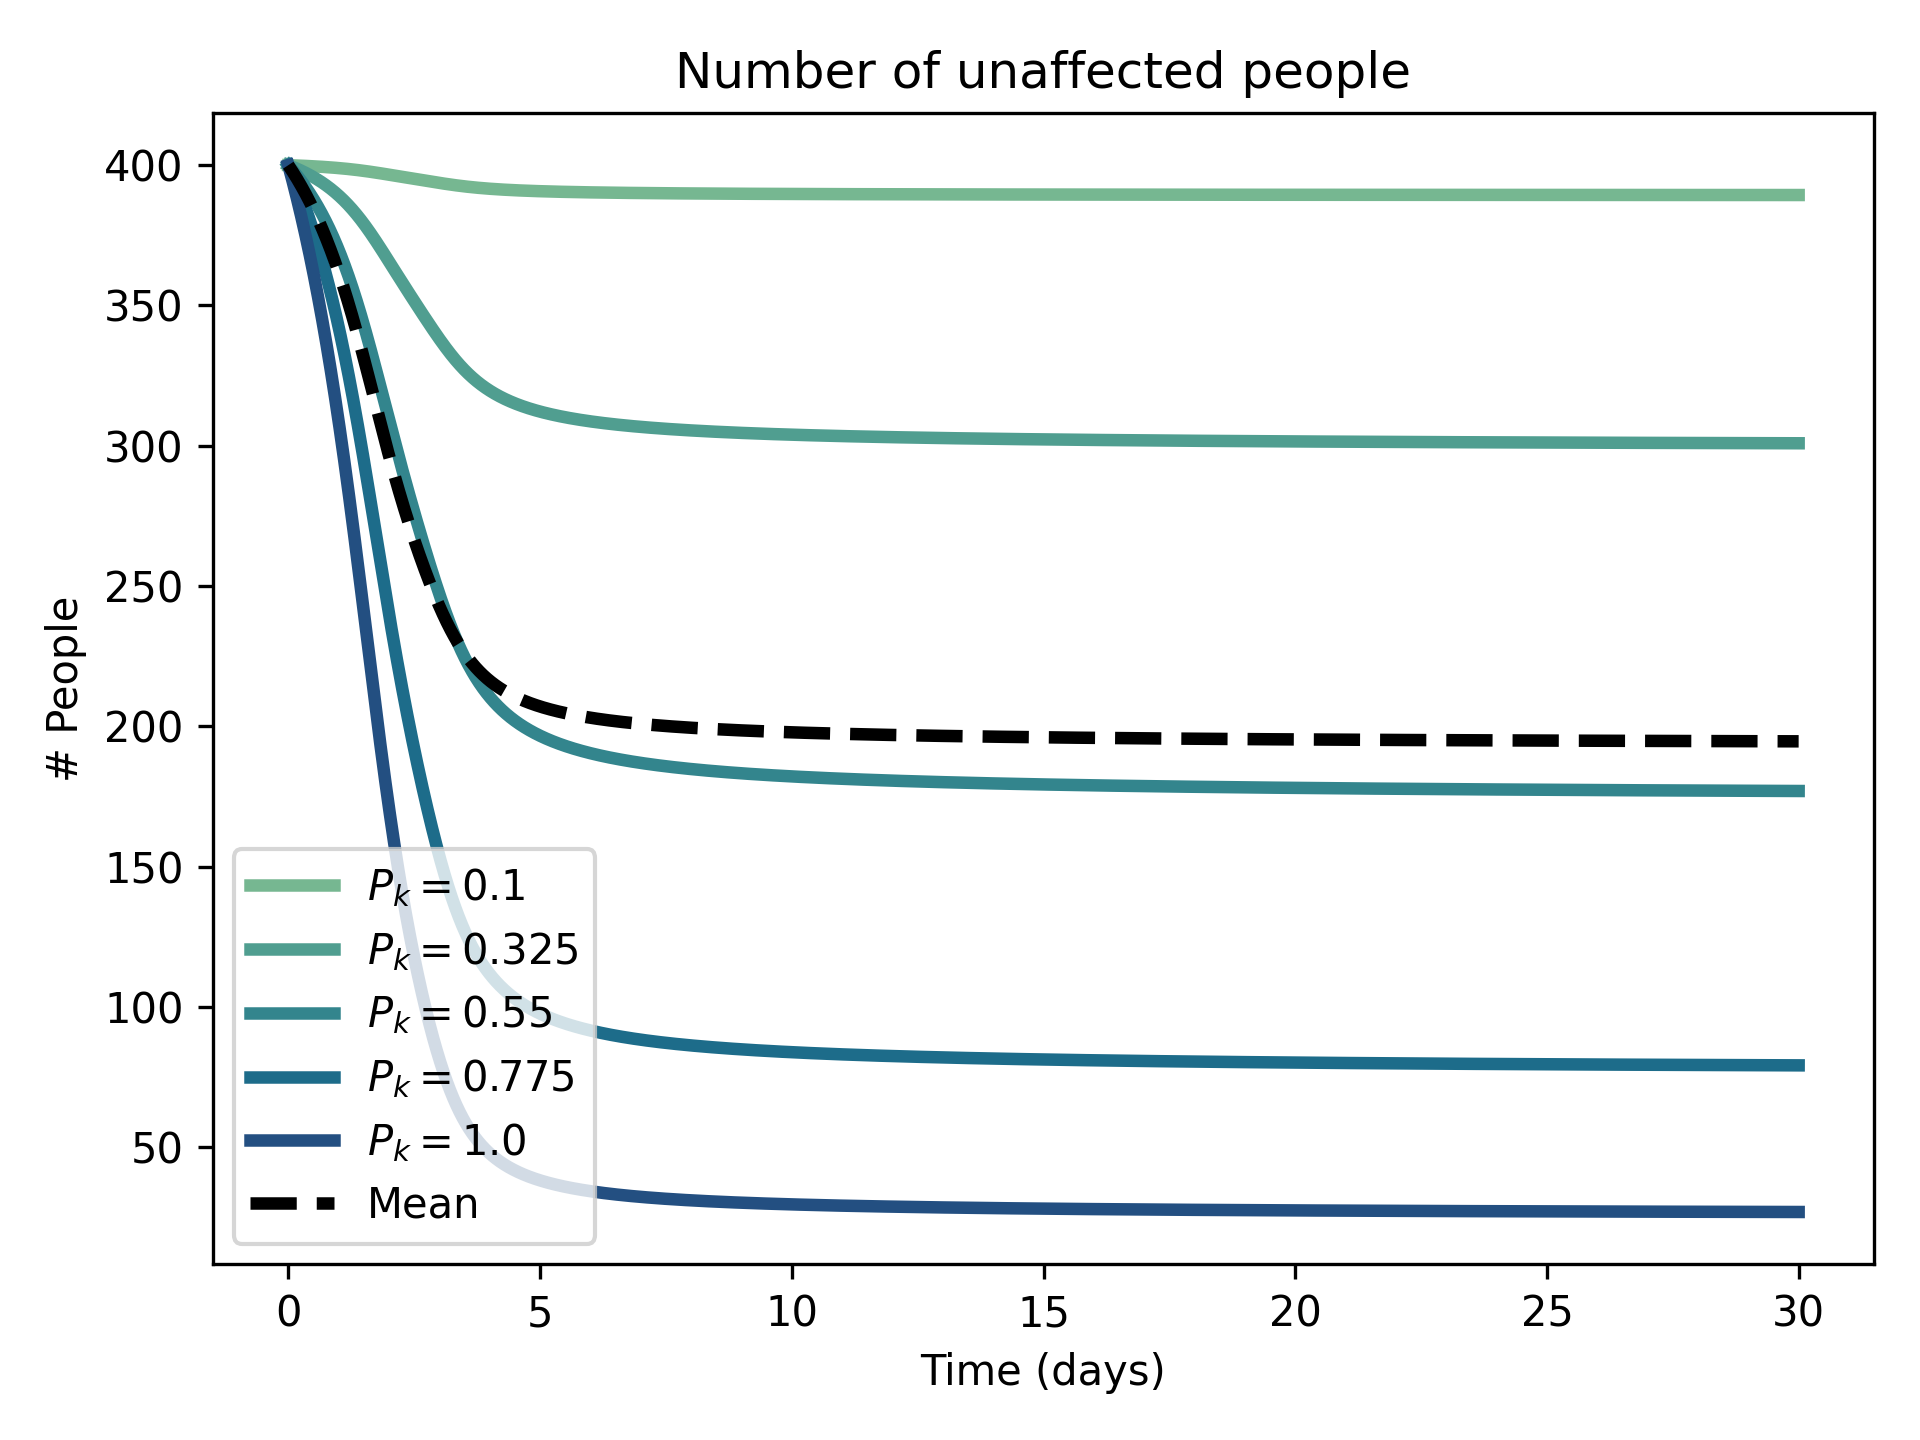 Number of unaffected people
# People
400
350
300
250
200
150
100
50
P_k = 0.1
P_k = 0.325
P_k = 0.55
P_k = 0.775
P_k = 1.0
Mean
0 5 10 15 20 25 30
Time (days)